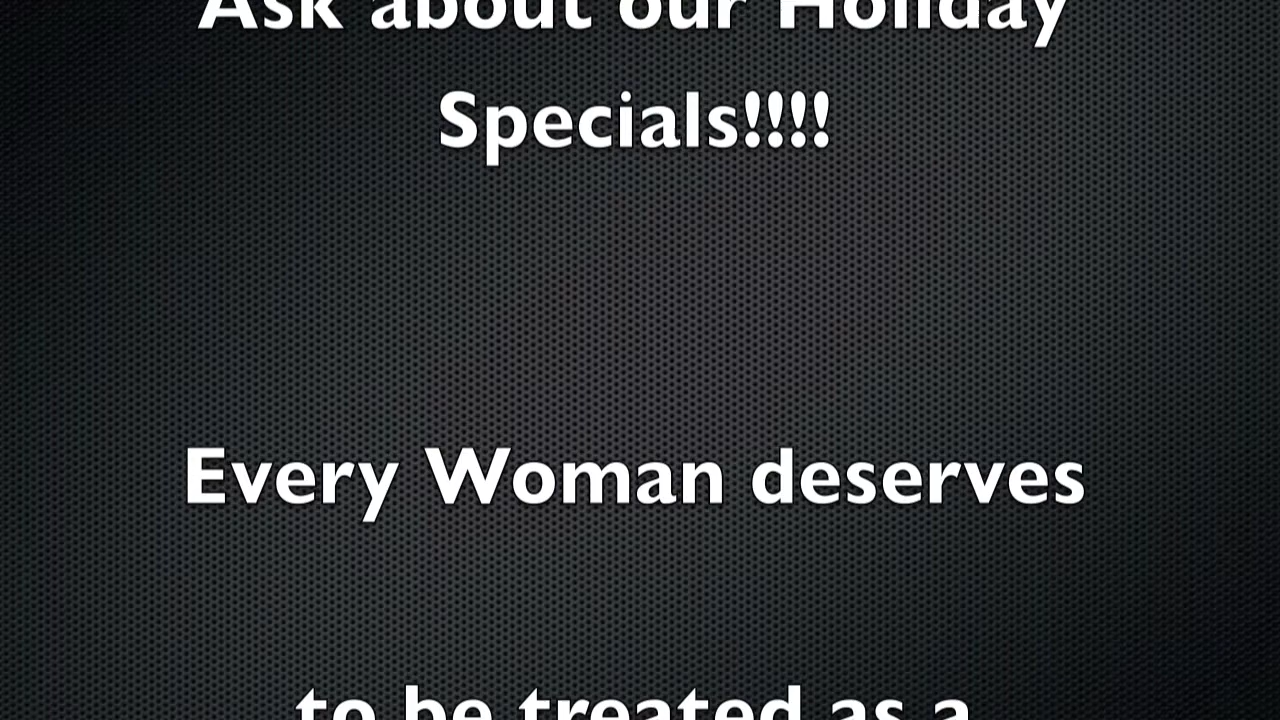 Ask about our Holiday
Specials!!!!
Every Woman deserves
to be treated as a